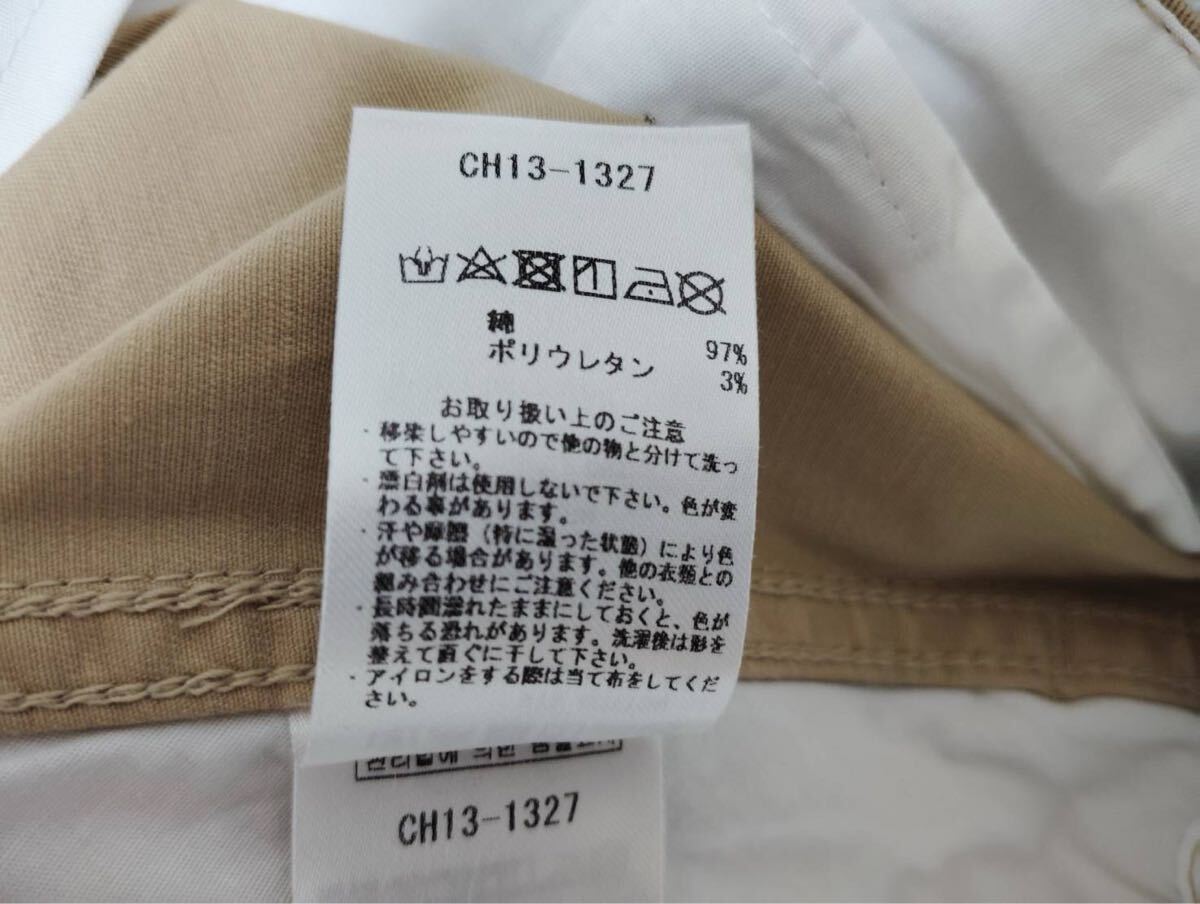 CH13-1327
綿 97%
ポリウレタン 3%
お取り扱い上のご注意
・移染しやすいので他の物と分けて洗っ
て下さい。
・漂白剤は使用しないで下さい。色が変
わる事があります。
・汗や摩擦（特に湿った状態）により色
が移る場合があります。他の衣類との
組み合わせにご注意ください。
・長時間濡れたままにしておくと、色が
落ちる恐れがあります。洗濯後は形を
整えて直ぐに干して下さい。
・アイロンをする際は当て布をしてくだ
さい。
관리법에 의한
CH13-1327